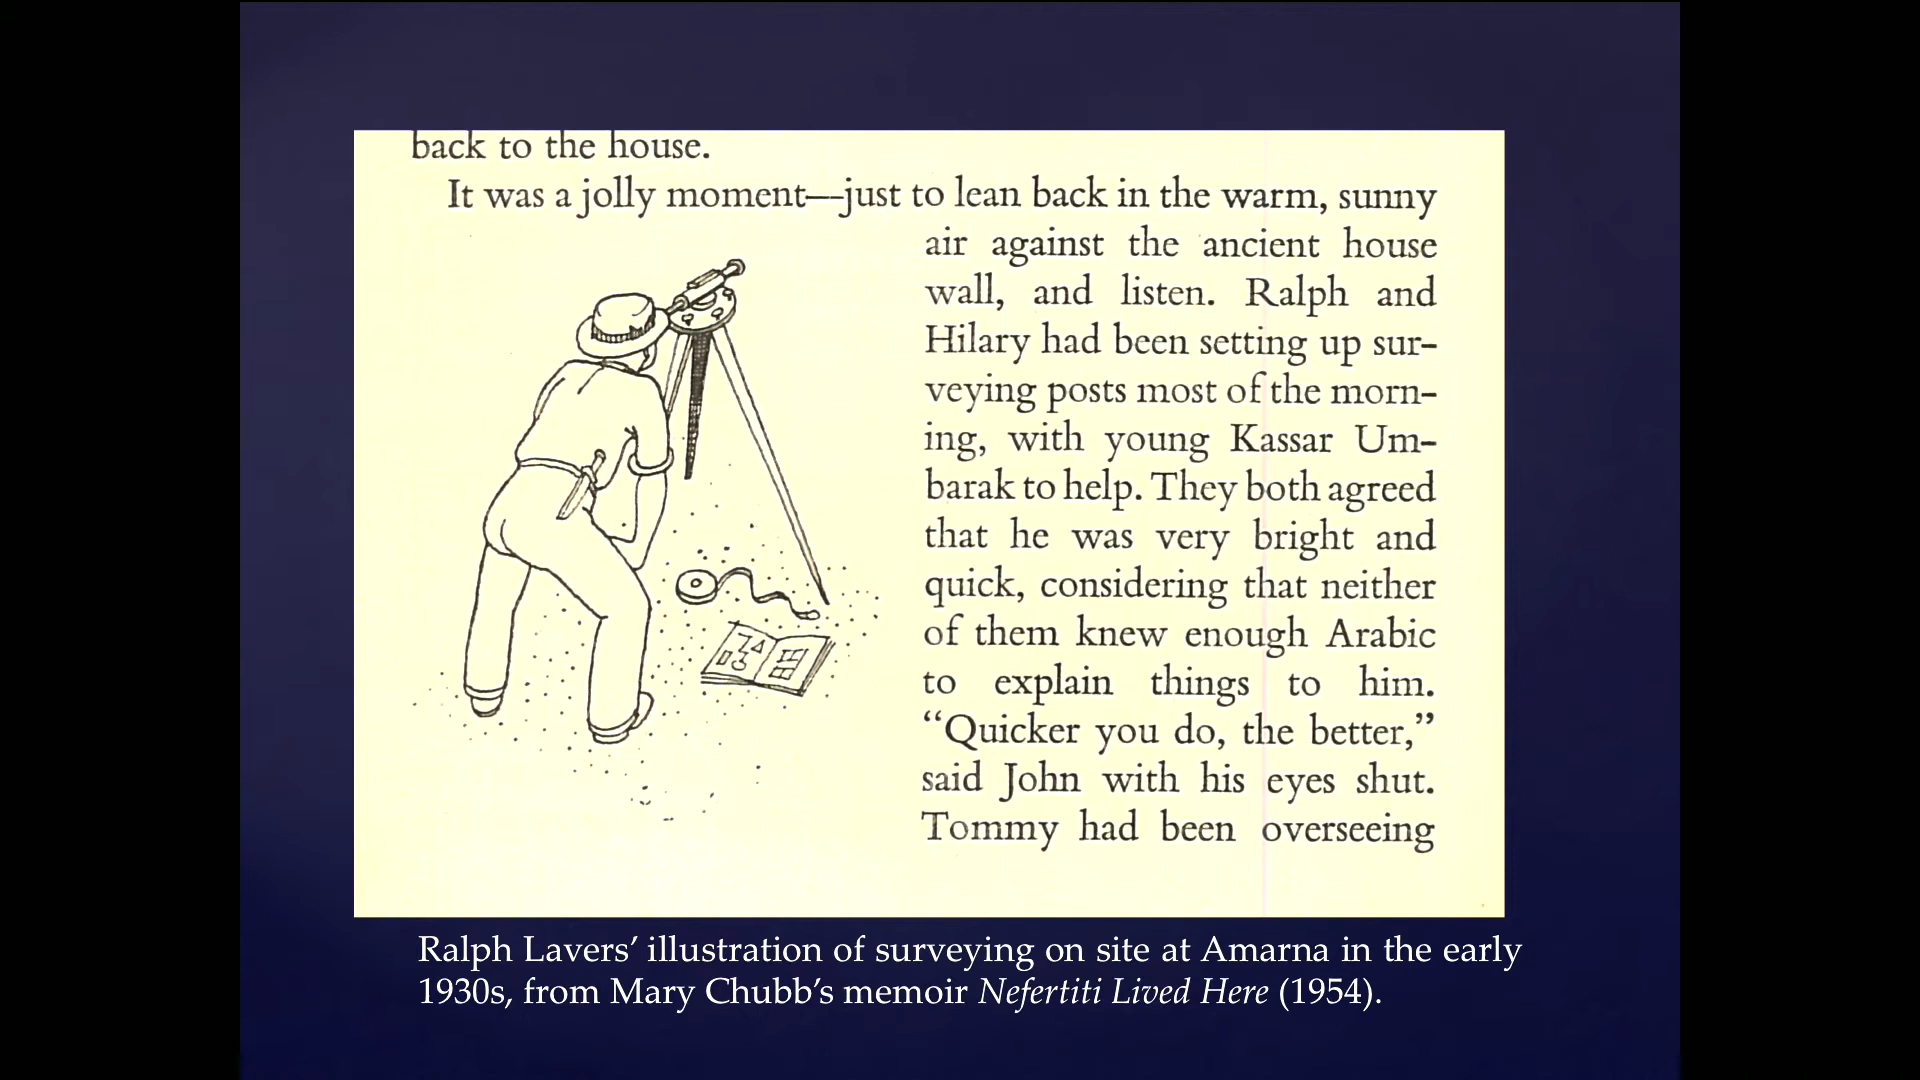 back to the house.
It was a jolly moment—just to lean back in the warm, sunny
air against the ancient house
wall, and listen. Ralph and
Hilary had been setting up sur-
veying posts most of the morn-
ing, with young Kassar Um-
barak to help. They both agreed
that he was very bright and
quick, considering that neither
of them knew enough Arabic
to explain things to him.
“Quicker you do, the better,”
said John with his eyes shut.
Tommy had been overseeing
Ralph Lavers’ illustration of surveying on site at Amarna in the early
1930s, from Mary Chubb’s memoir Nefertiti Lived Here (1954).